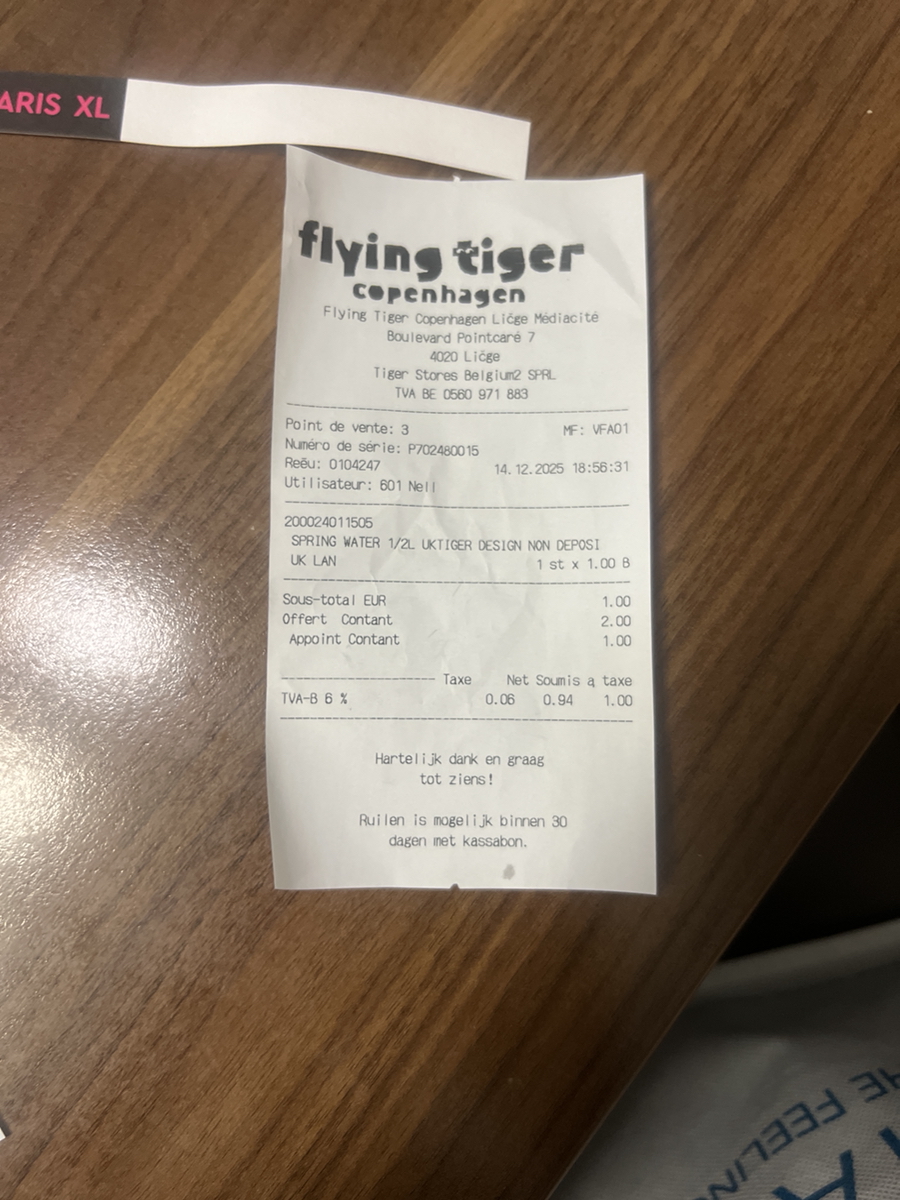 ARIS XL
flying tiger
copenhagen
Flying Tiger Copenhagen Liége Médiacité
Boulevard Pointcaré 7
4020 Liége
Tiger Stores Belgium2 SPRL
TVA BE 0560 971 883
Point de vente: 3 MF: VFA01
Numéro de série: P702480015
Reêu: 0104247 14.12.2025 18:56:31
Utilisateur: 601 Nell
200024011505
SPRING WATER 1/2L UKTIGER DESIGN NON DEPOSI
UK LAN 1 st x 1.00 B
Sous-total EUR 1.00
Offert Contant 2.00
Appoint Contant 1.00
Taxe Net Soumis q taxe
TVA-B 6 % 0.06 0.94 1.00
Hartelijk dank en graag
tot ziens!
Ruilen is mogelijk binnen 30
dagen met kassabon.
HE FEELIN